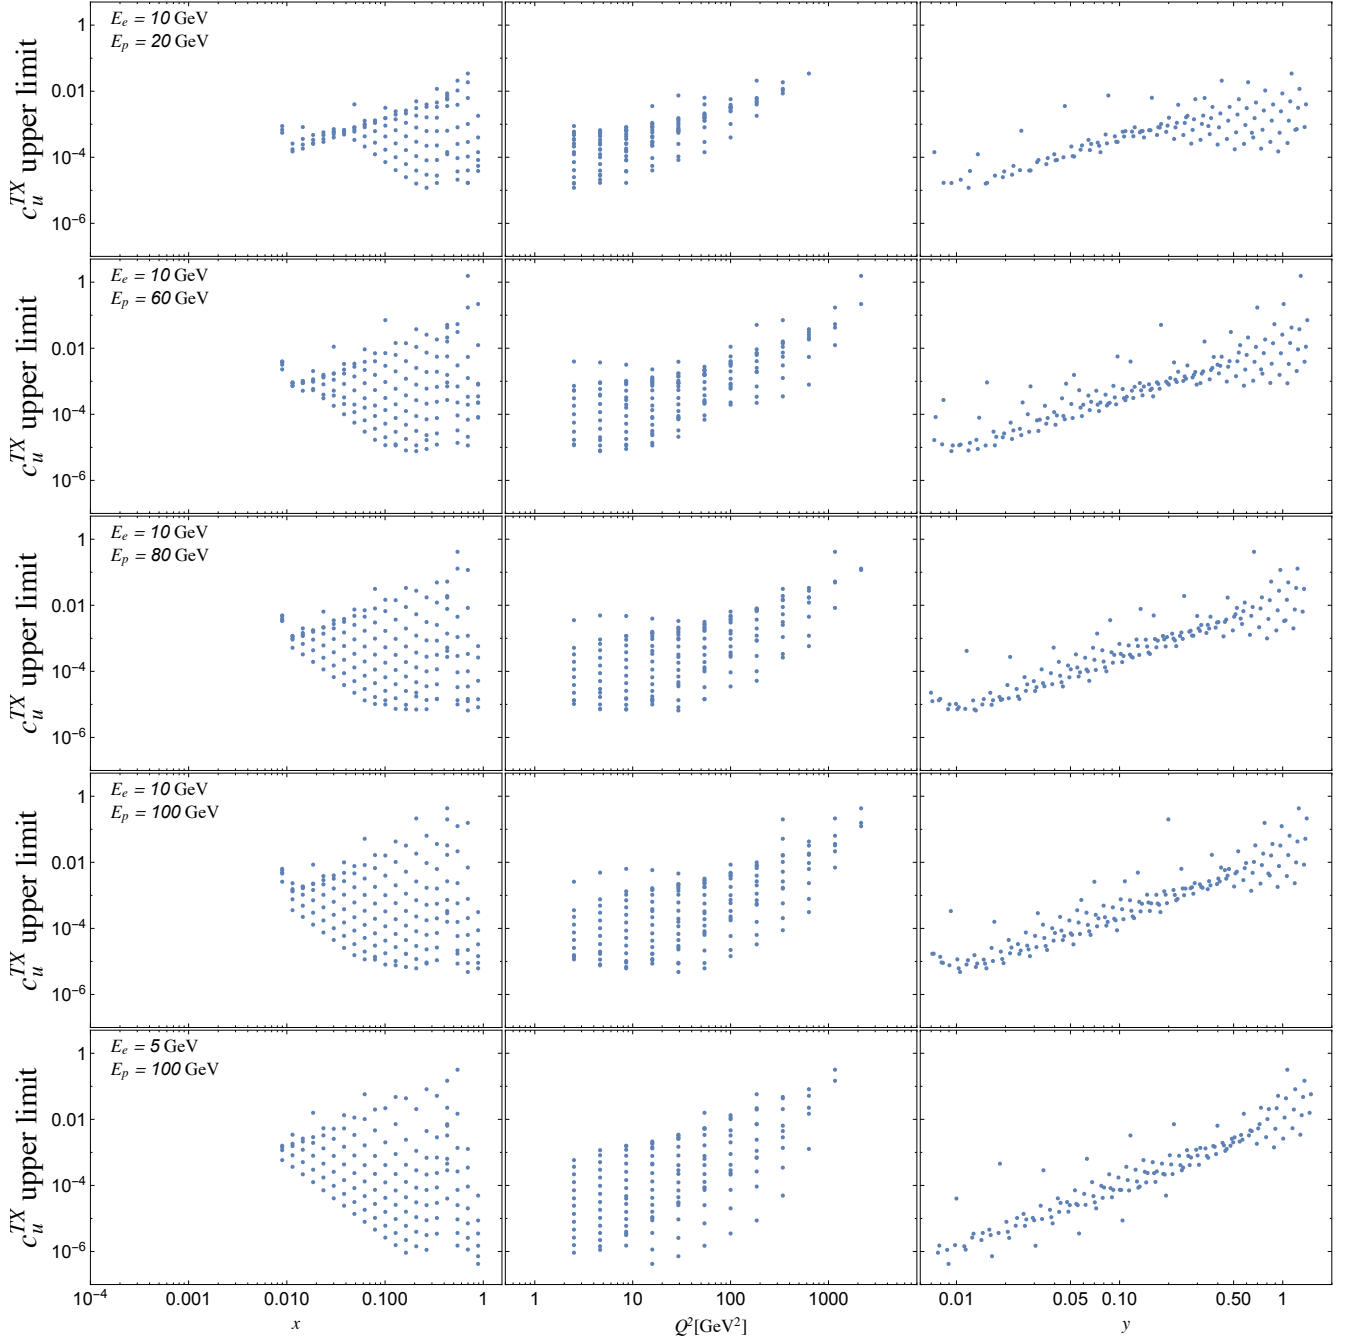 E_e = 10 GeV
E_p = 20 GeV
c_u^{TX} upper limit
1
0.01
10^{-4}
10^{-6}
E_e = 10 GeV
E_p = 60 GeV
c_u^{TX} upper limit
1
0.01
10^{-4}
10^{-6}
E_e = 10 GeV
E_p = 80 GeV
c_u^{TX} upper limit
1
0.01
10^{-4}
10^{-6}
E_e = 10 GeV
E_p = 100 GeV
c_u^{TX} upper limit
1
0.01
10^{-4}
10^{-6}
E_e = 5 GeV
E_p = 100 GeV
c_u^{TX} upper limit
1
0.01
10^{-4}
10^{-6}
10^{-4} 0.001 0.010 0.100 1
x
1 10 100 1000
Q^2[GeV^2]
0.01 0.05 0.10 0.50 1
y